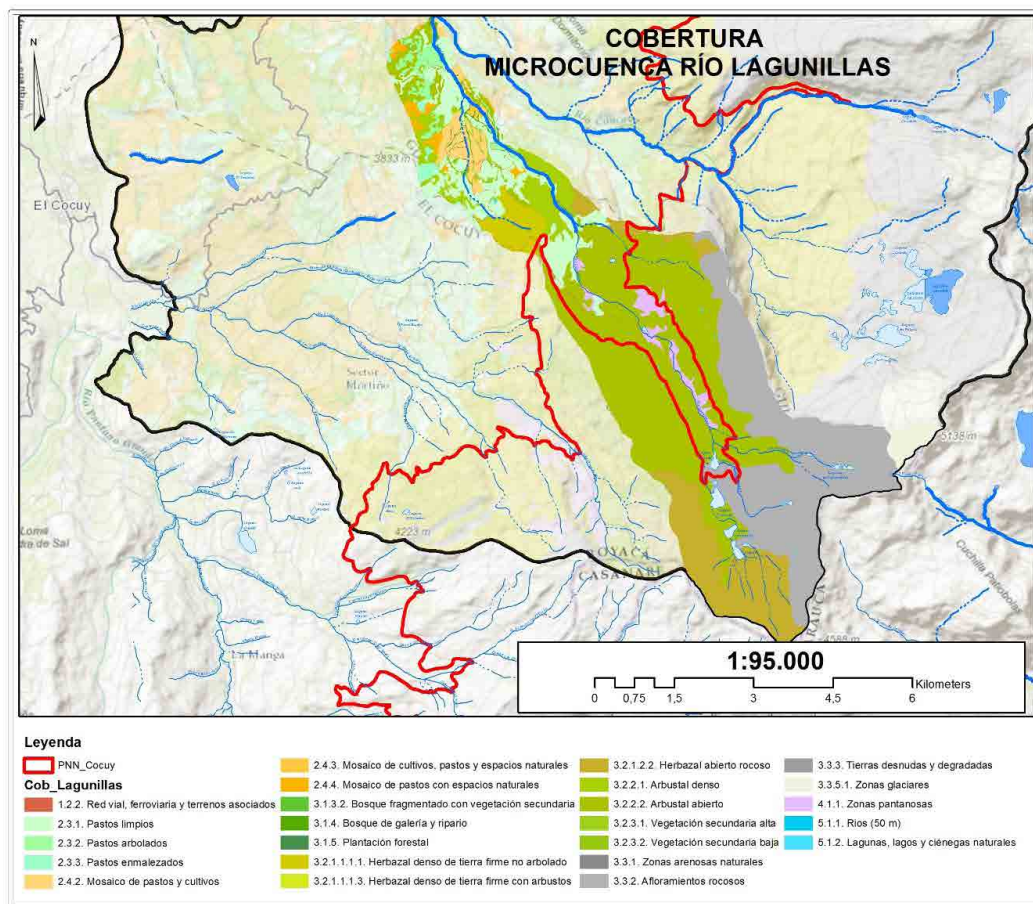 COBERTURA
MICROCUENCA RÍO LAGUNILLAS
N
3833 m
El Cocuy
EL COCUY
Sector
Mortiño
5138 m
4223 m
BOYACA
CASANARE
ARAUCA
Loma
dre de Sal
La Manga
4588 m
1:95.000
0 0,75 1,5 3 4,5 6
Kilometers
Leyenda
PNN_Cocuy
Cob_Lagunillas
1.2.2. Red vial, ferroviaria y terrenos asociados
2.3.1. Pastos limpios
2.3.2. Pastos arbolados
2.3.3. Pastos enmalezados
2.4.2. Mosaico de pastos y cultivos
2.4.3. Mosaico de cultivos, pastos y espacios naturales
2.4.4. Mosaico de pastos con espacios naturales
3.1.3.2. Bosque fragmentado con vegetación secundaria
3.1.4. Bosque de galería y ripario
3.1.5. Plantación forestal
3.2.1.1.1.1. Herbazal denso de tierra firme no arbolado
3.2.1.1.1.3. Herbazal denso de tierra firme con arbustos
3.2.1.2.2. Herbazal abierto rocoso
3.2.2.1. Arbustal denso
3.2.2.2. Arbustal abierto
3.2.3.1. Vegetación secundaria alta
3.2.3.2. Vegetación secundaria baja
3.3.1. Zonas arenosas naturales
3.3.2. Afloramientos rocosos
3.3.3. Tierras desnudas y degradadas
3.3.5.1. Zonas glaciares
4.1.1. Zonas pantanosas
5.1.1. Rios (50 m)
5.1.2. Lagunas, lagos y ciénegas naturales